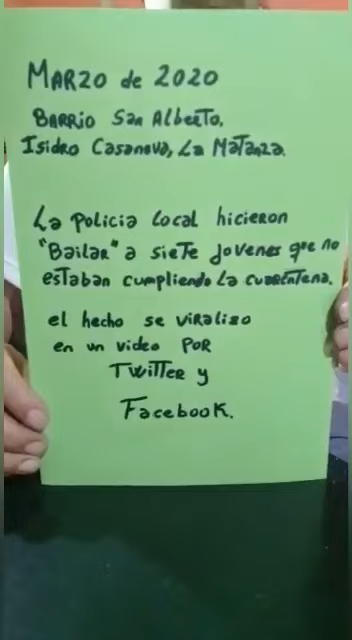 MARZO de 2020
BARRIO San Alberto,
Isidro Casanova, La Matanza.
La Policia Local hicieron
"Bailar" a siete jovenes que no
estaban cumpliendo la cuarentena.
el hecho se viralizo
en un video POR
Twitter y
Facebook.